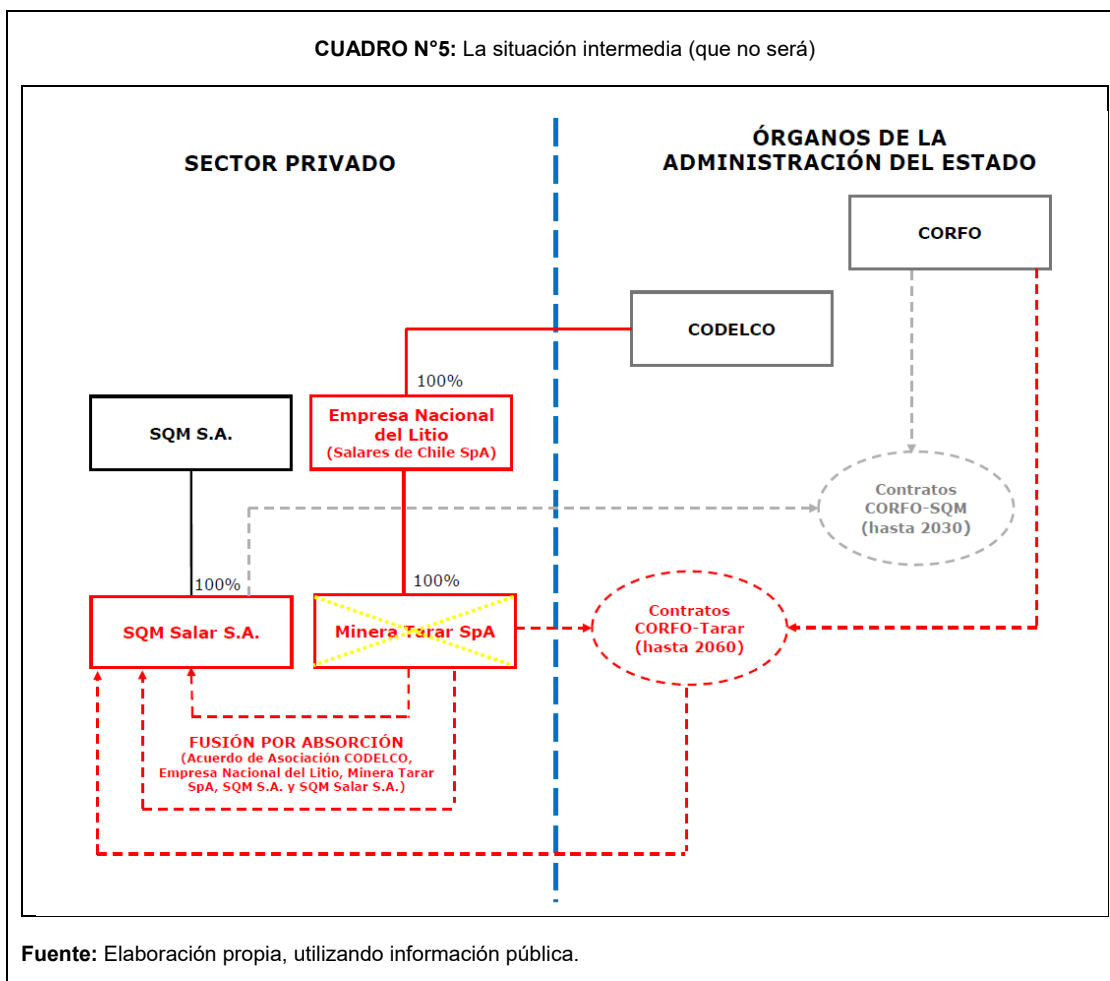 CUADRO N°5: La situación intermedia (que no será)
SECTOR PRIVADO
ÓRGANOS DE LA
ADMINISTRACIÓN DEL ESTADO
CORFO
CODELCO
100%
SQM S.A.
Empresa Nacional
del Litio
(Salares de Chile SpA)
Contratos
CORFO-SQM
(hasta 2030)
100%
100%
SQM Salar S.A.
Minera Tarar SpA
Contratos
CORFO-Tarar
(hasta 2060)
FUSIÓN POR ABSORCIÓN
(Acuerdo de Asociación CODELCO,
Empresa Nacional del Litio, Minera Tarar
SpA, SQM S.A. y SQM Salar S.A.)
Fuente: Elaboración propia, utilizando información pública.